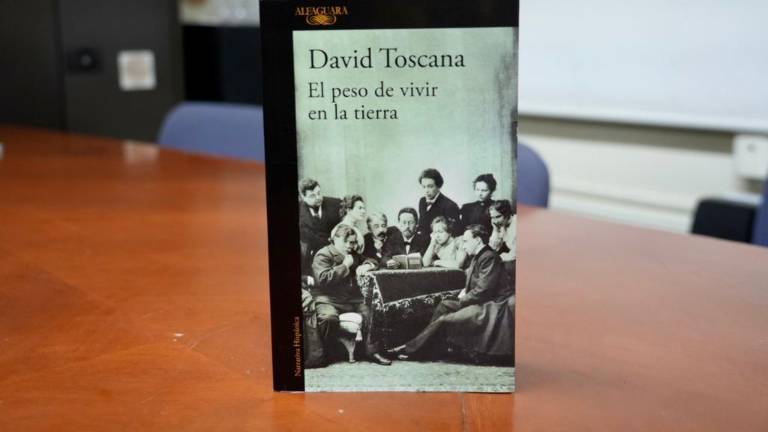 ALFAGUARA
David Toscana
El peso de vivir
en la tierra
Narrativa Hispánica